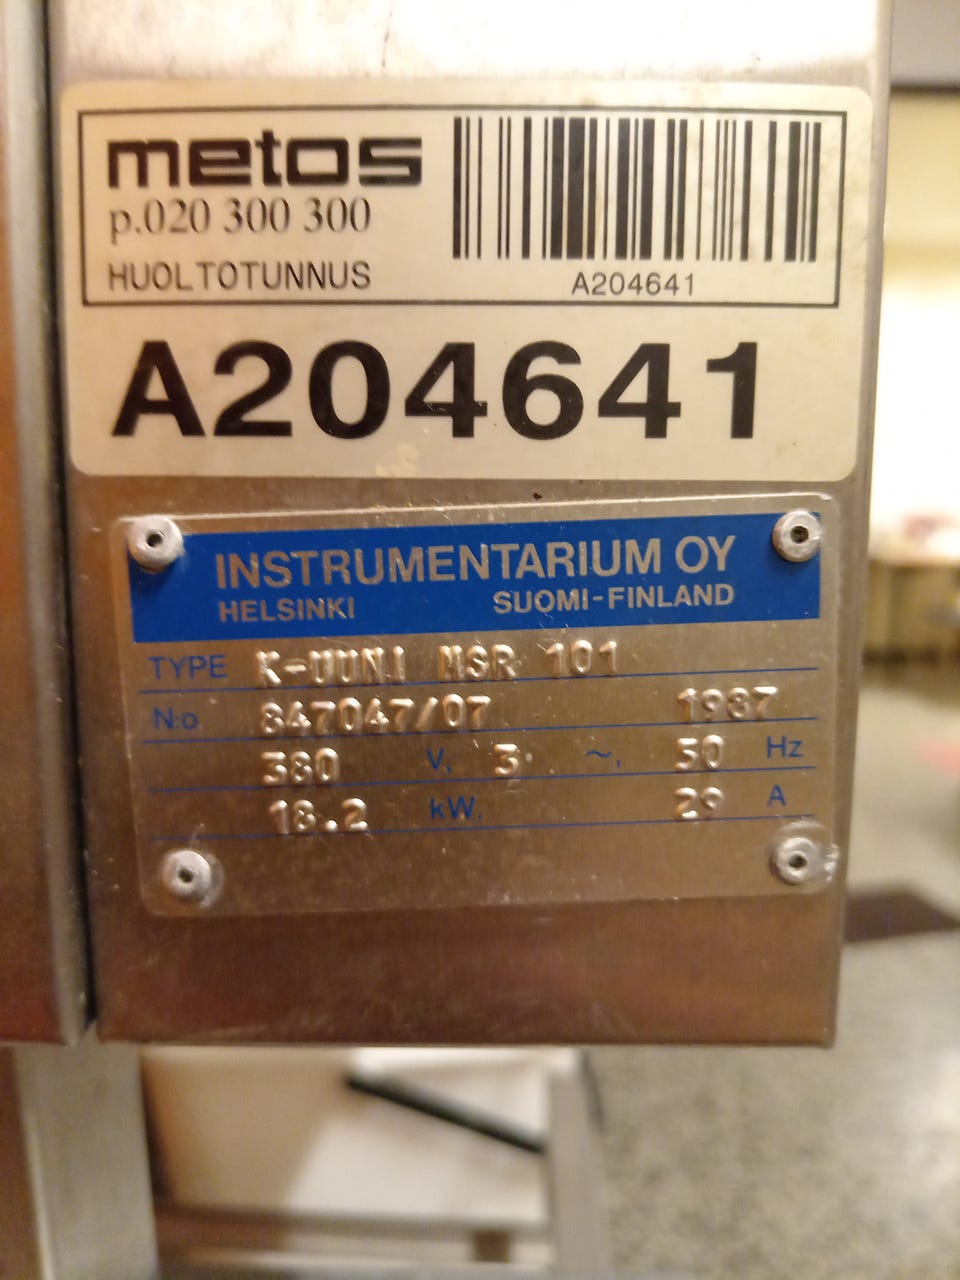 metos
p.020 300 300
HUOLTOTUNNUS
A204641
A204641
INSTRUMENTARIUM OY
HELSINKI SUOMI-FINLAND
TYPE K-UUNI MSR 101
N:o 847047/07 1987
380 V, 3 ~, 50 Hz
18.2 kW, 29 A